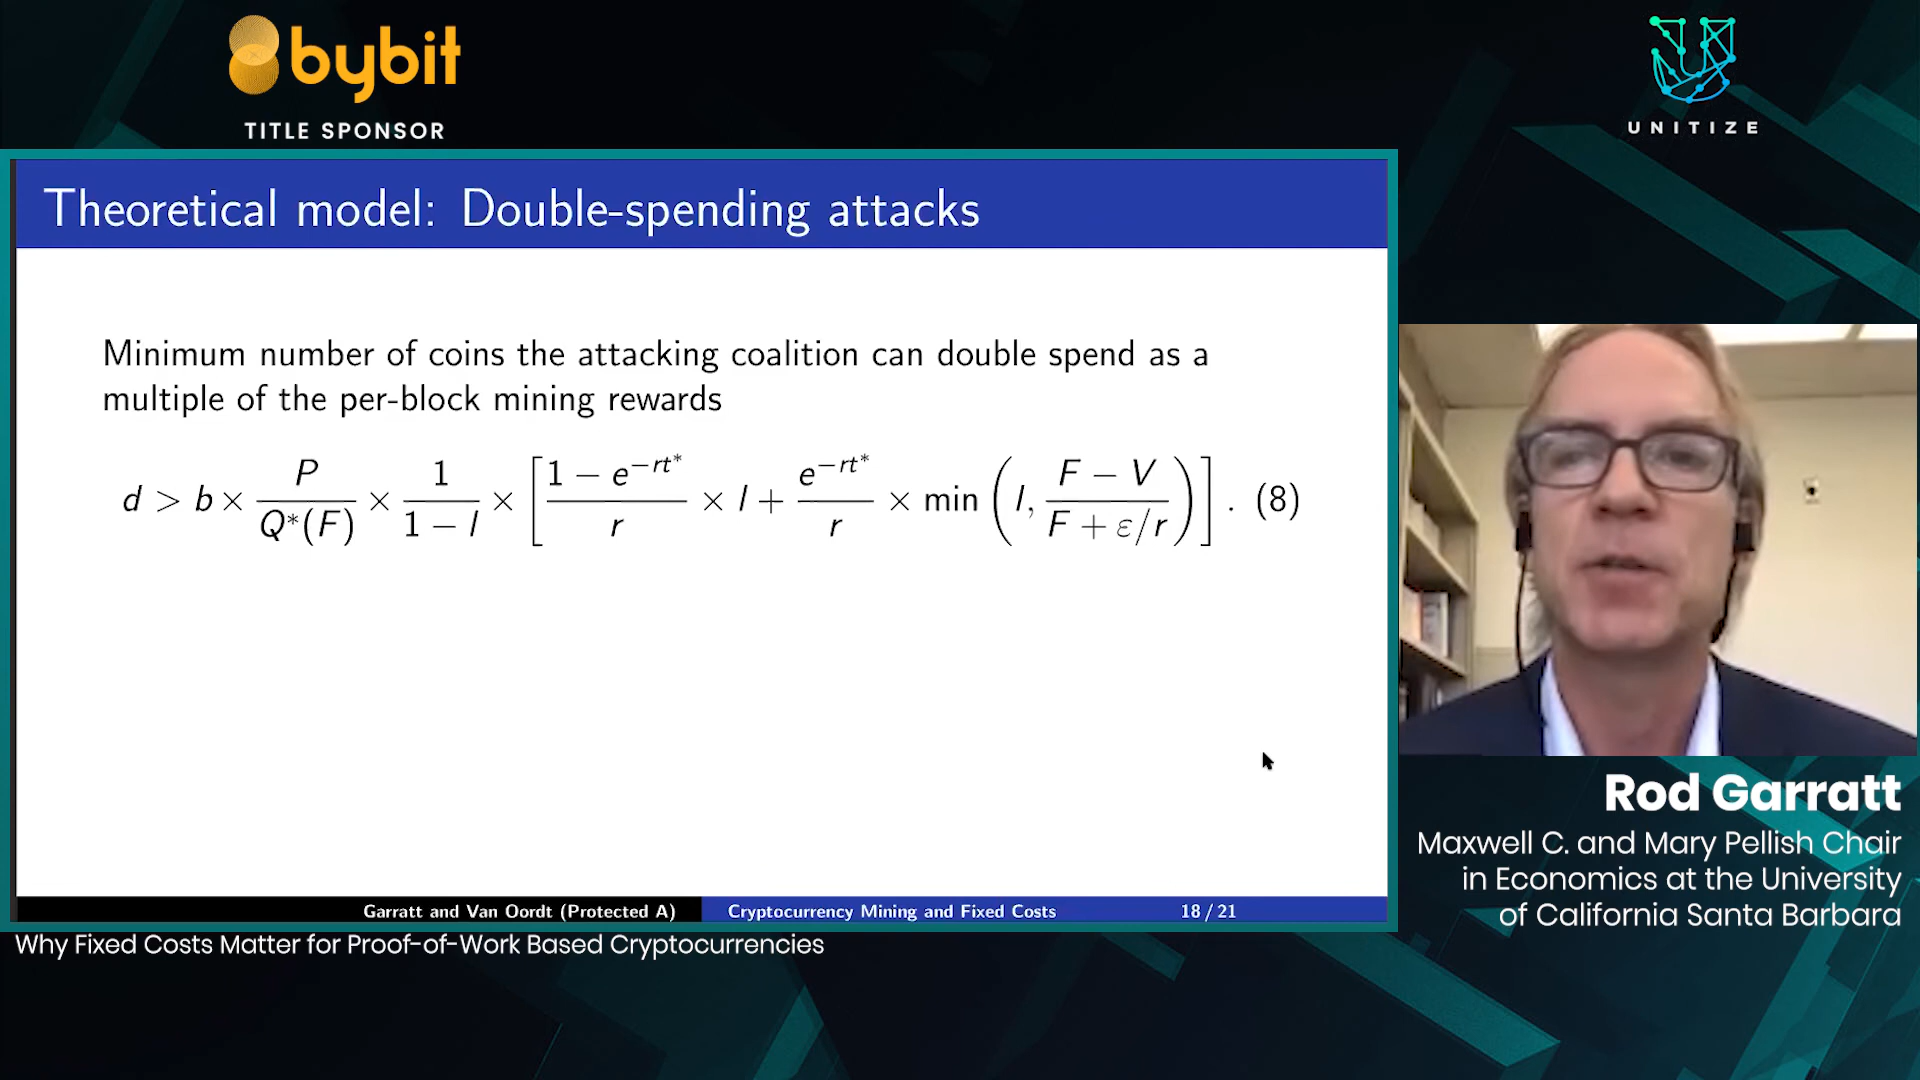 bybit
TITLE SPONSOR
UNITIZE
Theoretical model: Double-spending attacks
Minimum number of coins the attacking coalition can double spend as a
multiple of the per-block mining rewards
d > b × P / Q*(F) × 1 / (1 − l) × [ (1 − e^{−rt*}) / r × l + e^{−rt*} / r × min ( l, (F − V) / (F + ε/r) ) ] . (8)
Garratt and Van Oordt (Protected A)
Cryptocurrency Mining and Fixed Costs
18 / 21
Rod Garratt
Maxwell C. and Mary Pellish Chair
in Economics at the University
of California Santa Barbara
Why Fixed Costs Matter for Proof-of-Work Based Cryptocurrencies